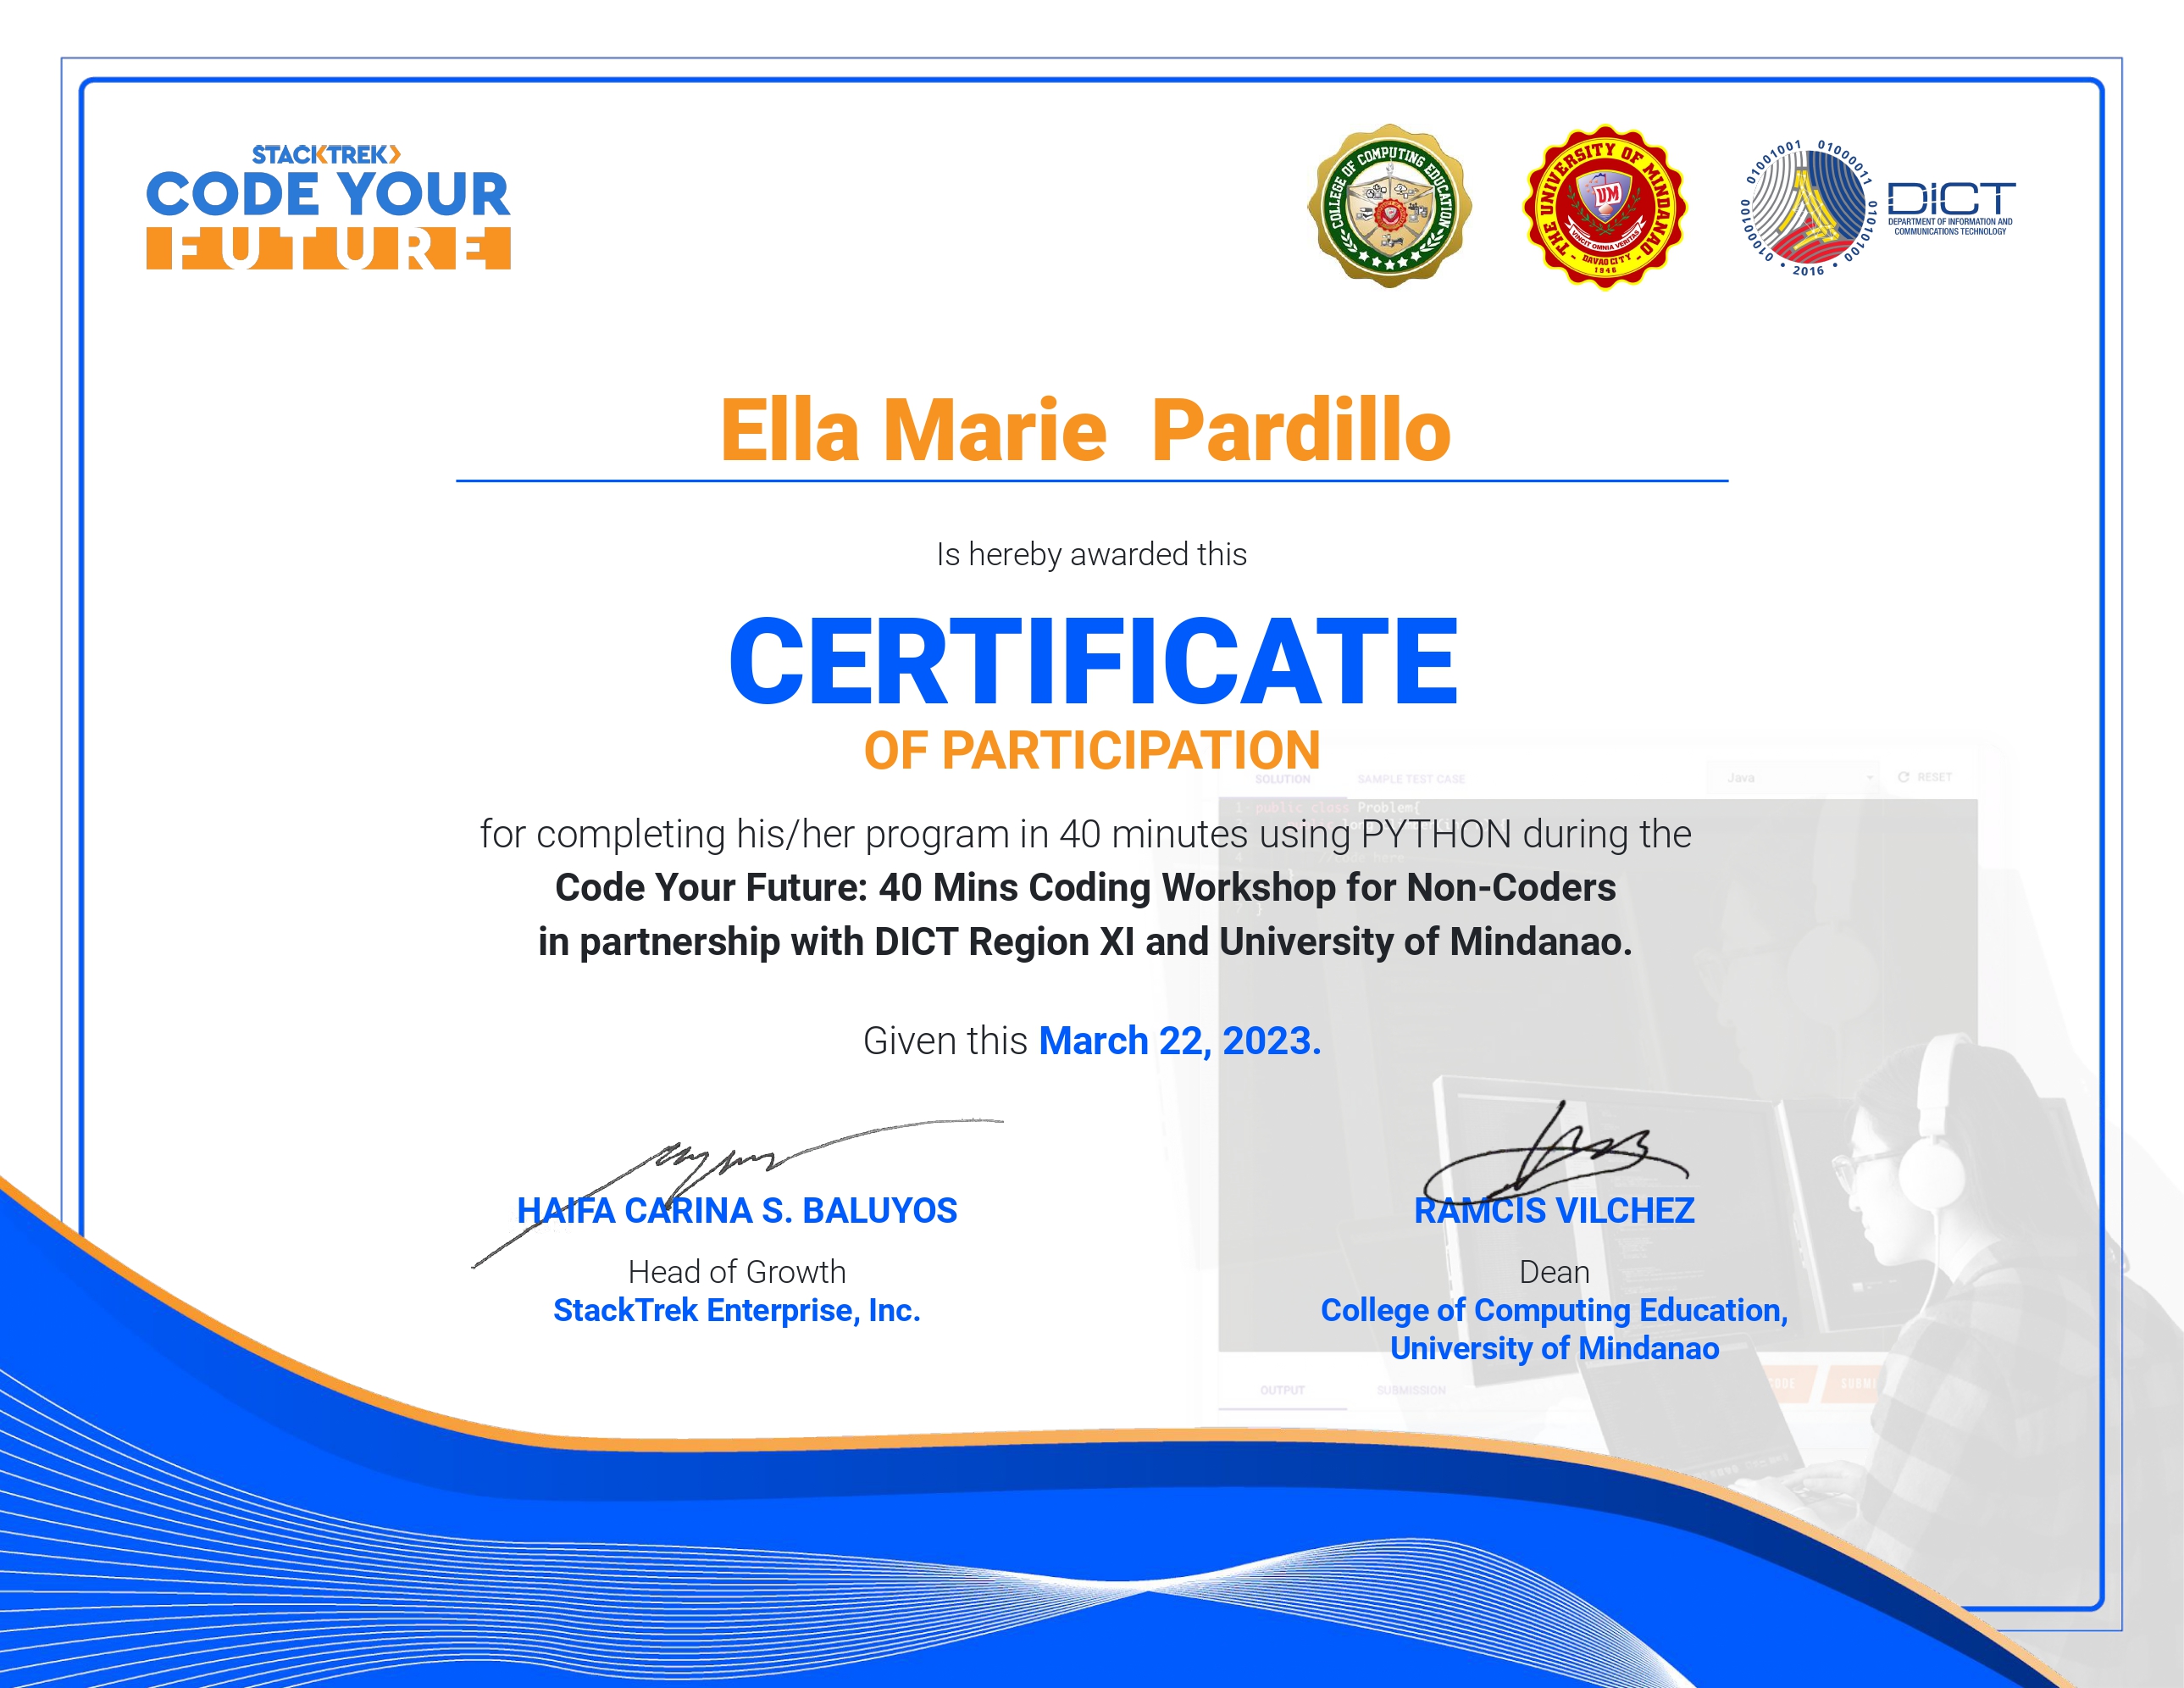 STACKTREK
CODE YOUR
FUTURE
COLLEGE OF COMPUTING EDUCATION
THE UNIVERSITY OF MINDANAO
UM
VINCIT OMNIA VERITAS
DAVAO CITY
1946
01001001 01000011 01010100 01000100
2016
DICT
DEPARTMENT OF INFORMATION AND
COMMUNICATIONS TECHNOLOGY
Ella Marie Pardillo
Is hereby awarded this
CERTIFICATE
OF PARTICIPATION
SOLUTION SAMPLE TEST CASE Java RESET
1 public class Problem{
for completing his/her program in 40 minutes using PYTHON during the
Code Your Future: 40 Mins Coding Workshop for Non-Coders
in partnership with DICT Region XI and University of Mindanao.
Given this March 22, 2023.
HAIFA CARINA S. BALUYOS
Head of Growth
StackTrek Enterprise, Inc.
RAMCIS VILCHEZ
Dean
College of Computing Education,
University of Mindanao
OUTPUT SUBMISSION